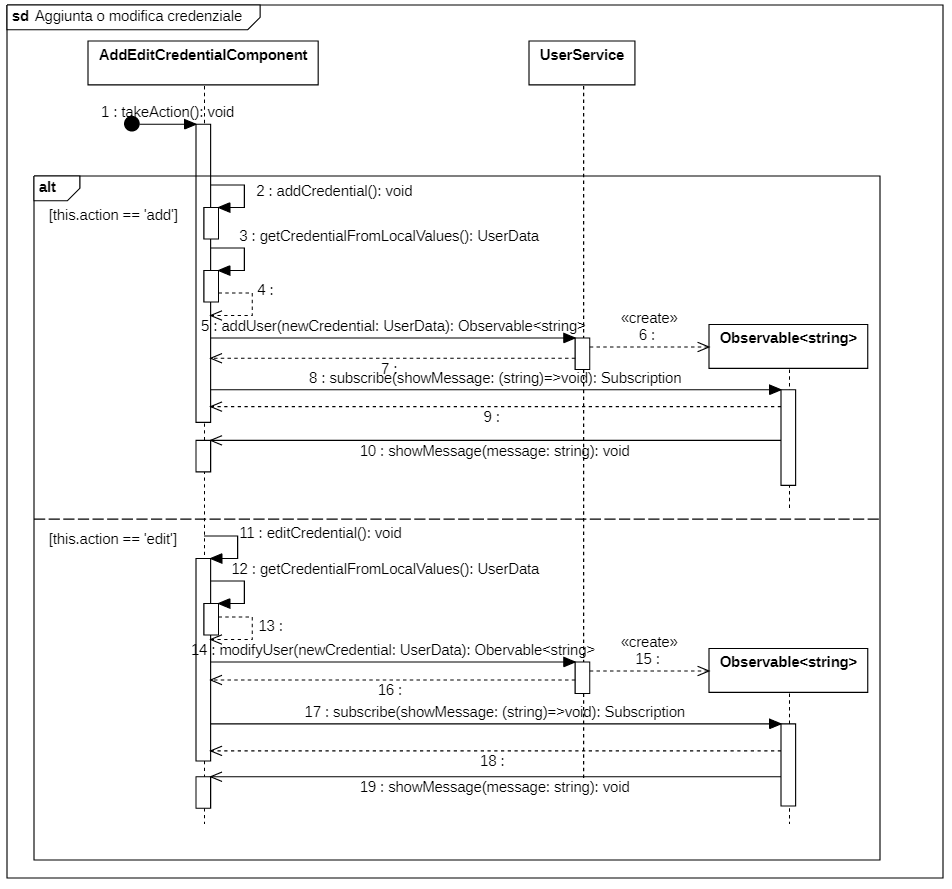 sd Aggiunta o modifica credenziale
AddEditCredentialComponent
UserService
1 : takeAction(): void
alt
[this.action == 'add']
2 : addCredential(): void
3 : getCredentialFromLocalValues(): UserData
4 :
5 : addUser(newCredential: UserData): Observable<string>
«create»
6 :
Observable<string>
7 :
8 : subscribe(showMessage: (string)=>void): Subscription
9 :
10 : showMessage(message: string): void
[this.action == 'edit']
11 : editCredential(): void
12 : getCredentialFromLocalValues(): UserData
13 :
14 : modifyUser(newCredential: UserData): Obervable<string>
«create»
15 :
Observable<string>
16 :
17 : subscribe(showMessage: (string)=>void): Subscription
18 :
19 : showMessage(message: string): void